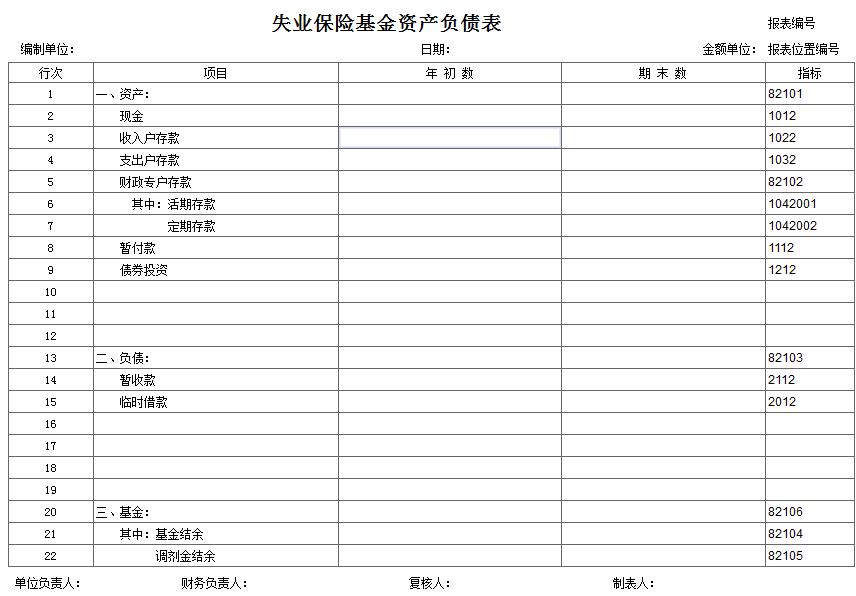 失业保险基金资产负债表 报表编号
编制单位: 日期: 金额单位: 报表位置编号
行次 项目 年 初 数 期 末 数 指标
1 一、资产: 82101
2 现金 1012
3 收入户存款 1022
4 支出户存款 1032
5 财政专户存款 82102
6 其中: 活期存款 1042001
7 定期存款 1042002
8 暂付款 1112
9 债券投资 1212
10
11
12
13 二、负债: 82103
14 暂收款 2112
15 临时借款 2012
16
17
18
19
20 三、基金: 82106
21 其中: 基金结余 82104
22 调剂金结余 82105
单位负责人: 财务负责人: 复核人: 制表人: